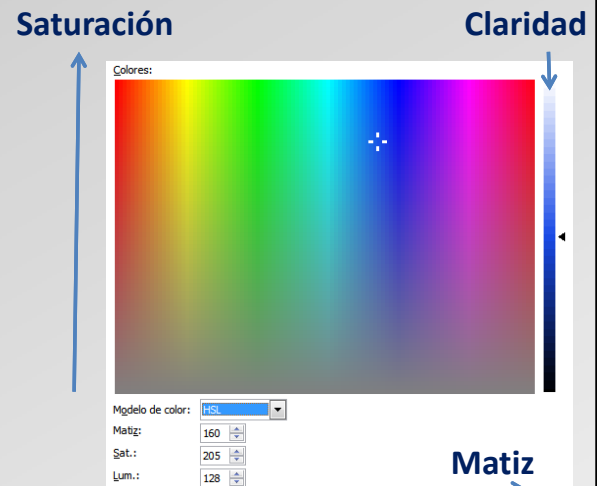 Saturación Claridad
Colores:
Modelo de color: HSL
Matiz: 160
Sat.: 205
Lum.: 128
Matiz